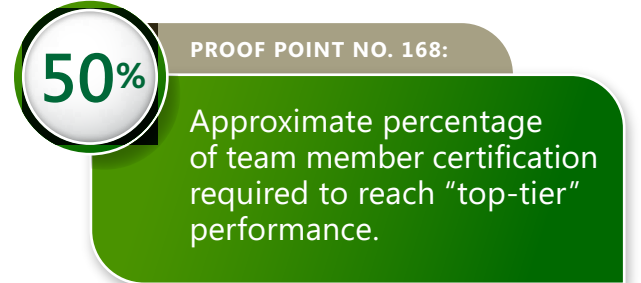 50%
PROOF POINT NO. 168:
Approximate percentage
of team member certification
required to reach “top-tier”
performance.